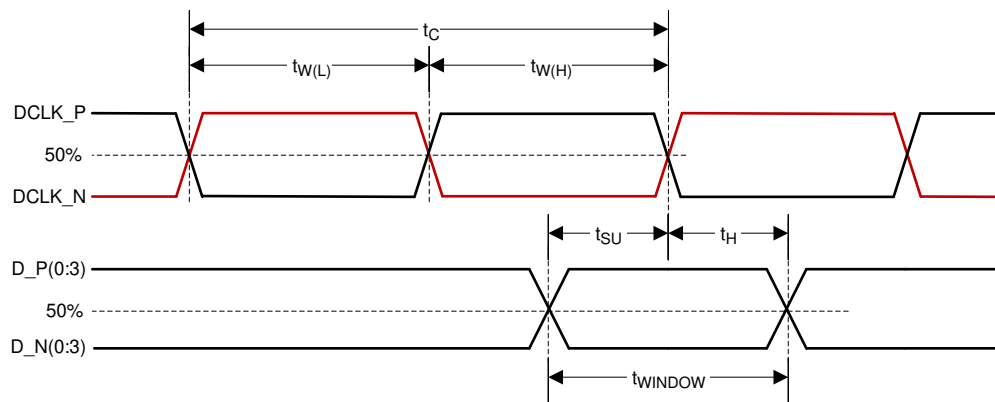 tC
tW(L) tW(H)
DCLK_P
50%
DCLK_N
tSU tH
D_P(0:3)
50%
D_N(0:3)
tWINDOW